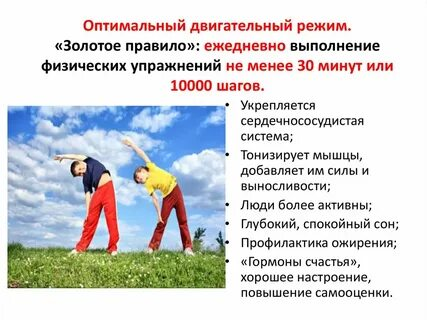 Оптимальный двигательный режим.
«Золотое правило»: ежедневно выполнение
физических упражнений не менее 30 минут или
10000 шагов.
• Укрепляется
сердечнососудистая
система;
• Тонизирует мышцы,
добавляет им силы и
выносливости;
• Люди более активны;
• Глубокий, спокойный сон;
• Профилактика ожирения;
• «Гормоны счастья»,
хорошее настроение,
повышение самооценки.